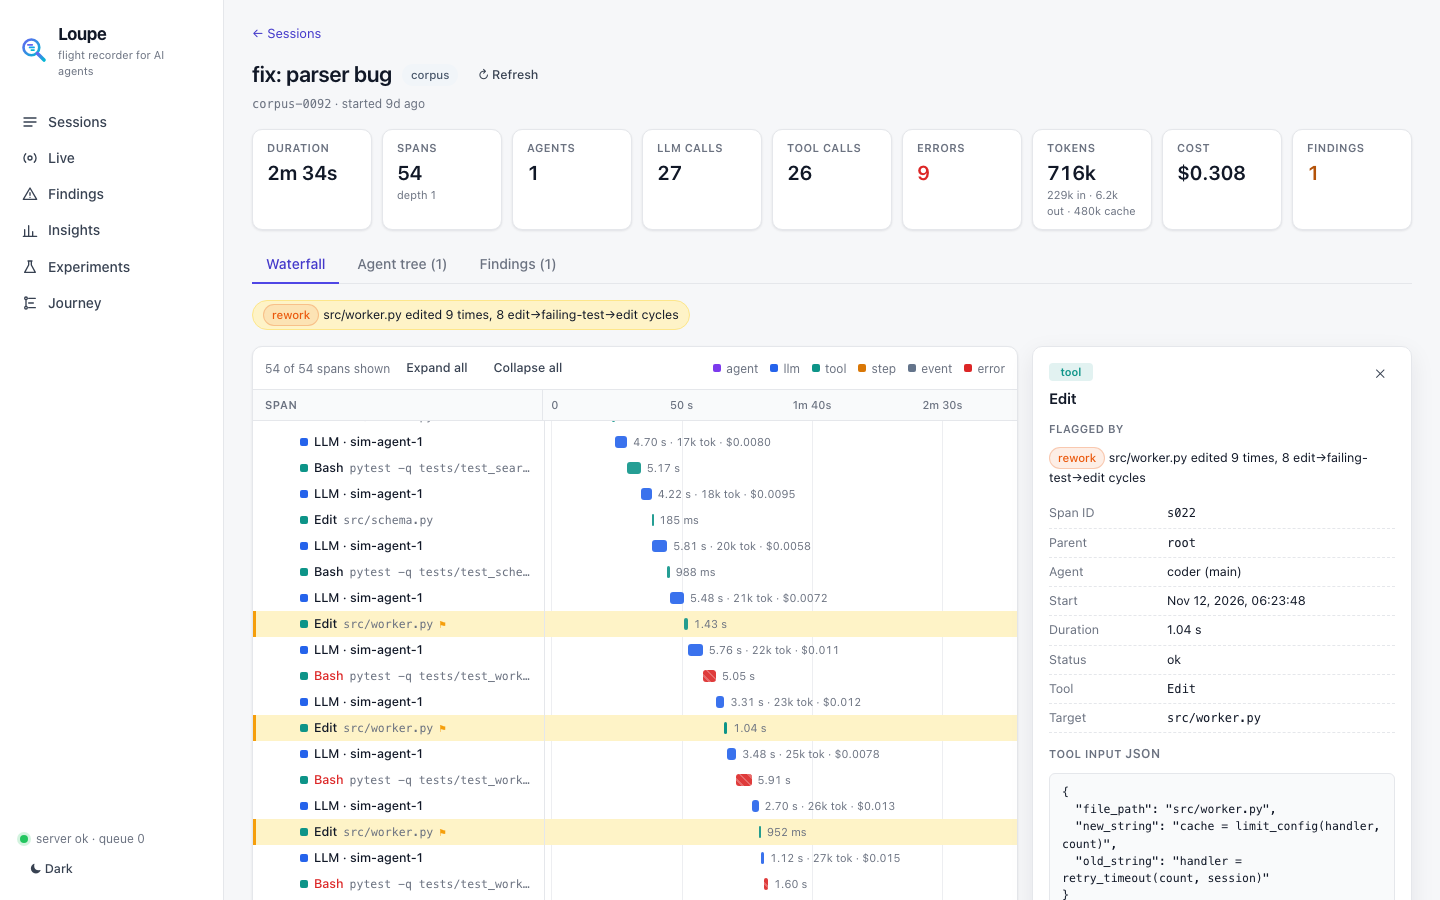 Loupe
flight recorder for AI
agents
Sessions
Live
Findings
Insights
Experiments
Journey
server ok · queue 0
Dark
← Sessions
fix: parser bug corpus ↻ Refresh
corpus-0092 · started 9d ago
DURATION
2m 34s
SPANS
54
depth 1
AGENTS
1
LLM CALLS
27
TOOL CALLS
26
ERRORS
9
TOKENS
716k
229k in · 6.2k
out · 480k cache
COST
$0.308
FINDINGS
1
Waterfall Agent tree (1) Findings (1)
rework src/worker.py edited 9 times, 8 edit→failing-test→edit cycles
54 of 54 spans shown Expand all Collapse all agent llm tool step event error
SPAN 0 50 s 1m 40s 2m 30s
LLM · sim-agent-1 4.70 s · 17k tok · $0.0080
Bash pytest -q tests/test_sear… 5.17 s
LLM · sim-agent-1 4.22 s · 18k tok · $0.0095
Edit src/schema.py 185 ms
LLM · sim-agent-1 5.81 s · 20k tok · $0.0058
Bash pytest -q tests/test_sche… 988 ms
LLM · sim-agent-1 5.48 s · 21k tok · $0.0072
Edit src/worker.py 1.43 s
LLM · sim-agent-1 5.76 s · 22k tok · $0.011
Bash pytest -q tests/test_work… 5.05 s
LLM · sim-agent-1 3.31 s · 23k tok · $0.012
Edit src/worker.py 1.04 s
LLM · sim-agent-1 3.48 s · 25k tok · $0.0078
Bash pytest -q tests/test_work… 5.91 s
LLM · sim-agent-1 2.70 s · 26k tok · $0.013
Edit src/worker.py 952 ms
LLM · sim-agent-1 1.12 s · 27k tok · $0.015
Bash pytest -q tests/test_work… 1.60 s
tool
Edit
FLAGGED BY
rework src/worker.py edited 9 times, 8 edit→failing-
test→edit cycles
Span ID s022
Parent root
Agent coder (main)
Start Nov 12, 2026, 06:23:48
Duration 1.04 s
Status ok
Tool Edit
Target src/worker.py
TOOL INPUT JSON
{
"file_path": "src/worker.py",
"new_string": "cache = limit_config(handler,
count)",
"old_string": "handler =
retry_timeout(count, session)"
}